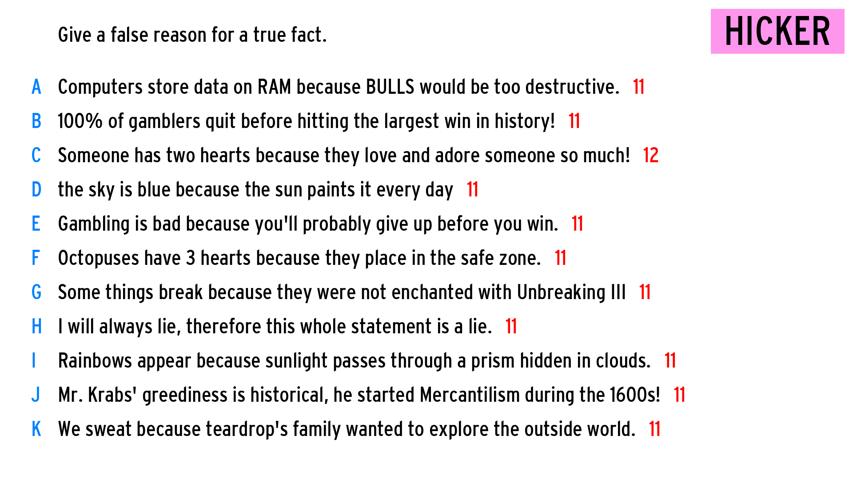 Give a false reason for a true fact.
HICKER
A Computers store data on RAM because BULLS would be too destructive. 11
B 100% of gamblers quit before hitting the largest win in history! 11
C Someone has two hearts because they love and adore someone so much! 12
D the sky is blue because the sun paints it every day 11
E Gambling is bad because you'll probably give up before you win. 11
F Octopuses have 3 hearts because they place in the safe zone. 11
G Some things break because they were not enchanted with Unbreaking III 11
H I will always lie, therefore this whole statement is a lie. 11
I Rainbows appear because sunlight passes through a prism hidden in clouds. 11
J Mr. Krabs' greediness is historical, he started Mercantilism during the 1600s! 11
K We sweat because teardrop's family wanted to explore the outside world. 11